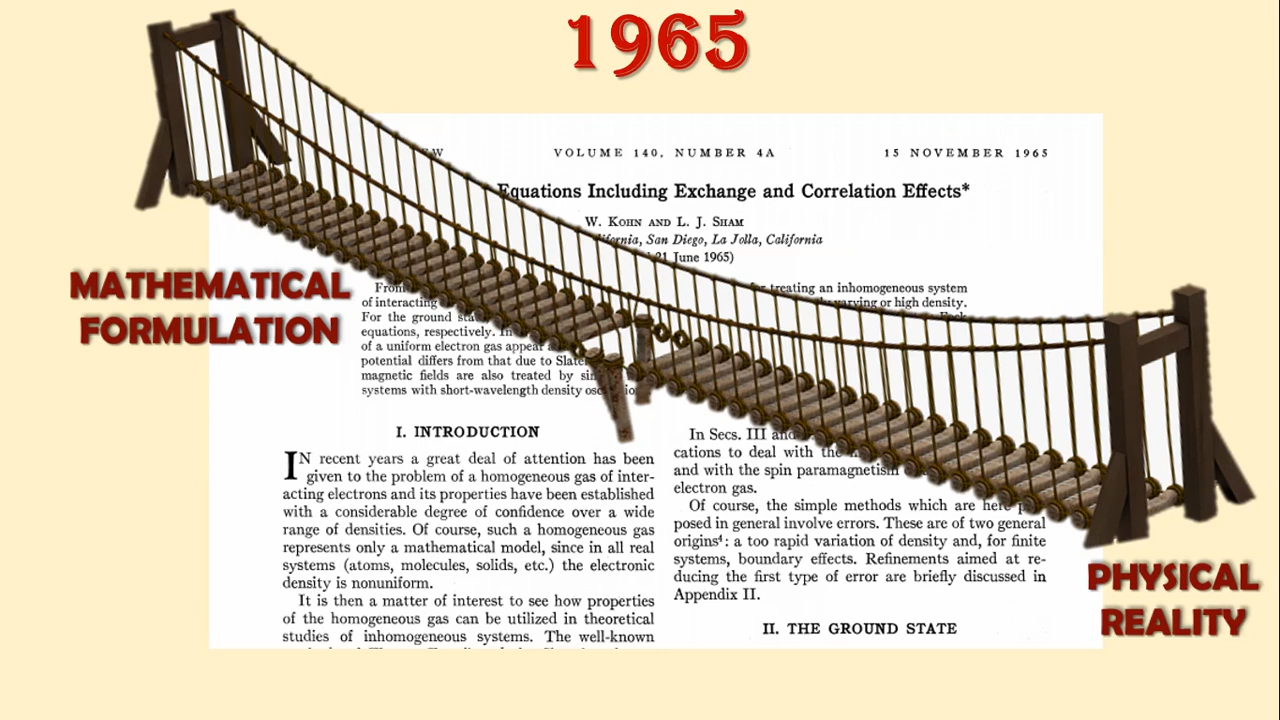 1965
EW
VOLUME 140, NUMBER 4A
15 NOVEMBER 1965
Equations Including Exchange and Correlation Effects*
W. KOHN AND L. J. SHAM
San Diego, La Jolla, California
21 June 1965)
MATHEMATICAL
FORMULATION
From
treating an inhomogeneous system
of interacting
varying or high density.
For the ground
equations, respectively. In
of a uniform electron gas appear
potential differs from that due to
magnetic fields are also treated by
systems with short-wavelength density
I. INTRODUCTION
IN recent years a great deal of attention has been
given to the problem of a homogeneous gas of inter-
acting electrons and its properties have been established
with a considerable degree of confidence over a wide
range of densities. Of course, such a homogeneous gas
represents only a mathematical model, since in all real
systems (atoms, molecules, solids, etc.) the electronic
density is nonuniform.
It is then a matter of interest to see how properties
of the homogeneous gas can be utilized in theoretical
studies of inhomogeneous systems. The well-known
In Secs. III and
cations to deal with the
and with the spin paramagnetism
electron gas.
Of course, the simple methods which are here
posed in general involve errors. These are of two general
origins⁴: a too rapid variation of density and, for finite
systems, boundary effects. Refinements aimed at re-
ducing the first type of error are briefly discussed in
Appendix II.
II. THE GROUND STATE
PHYSICAL
REALITY